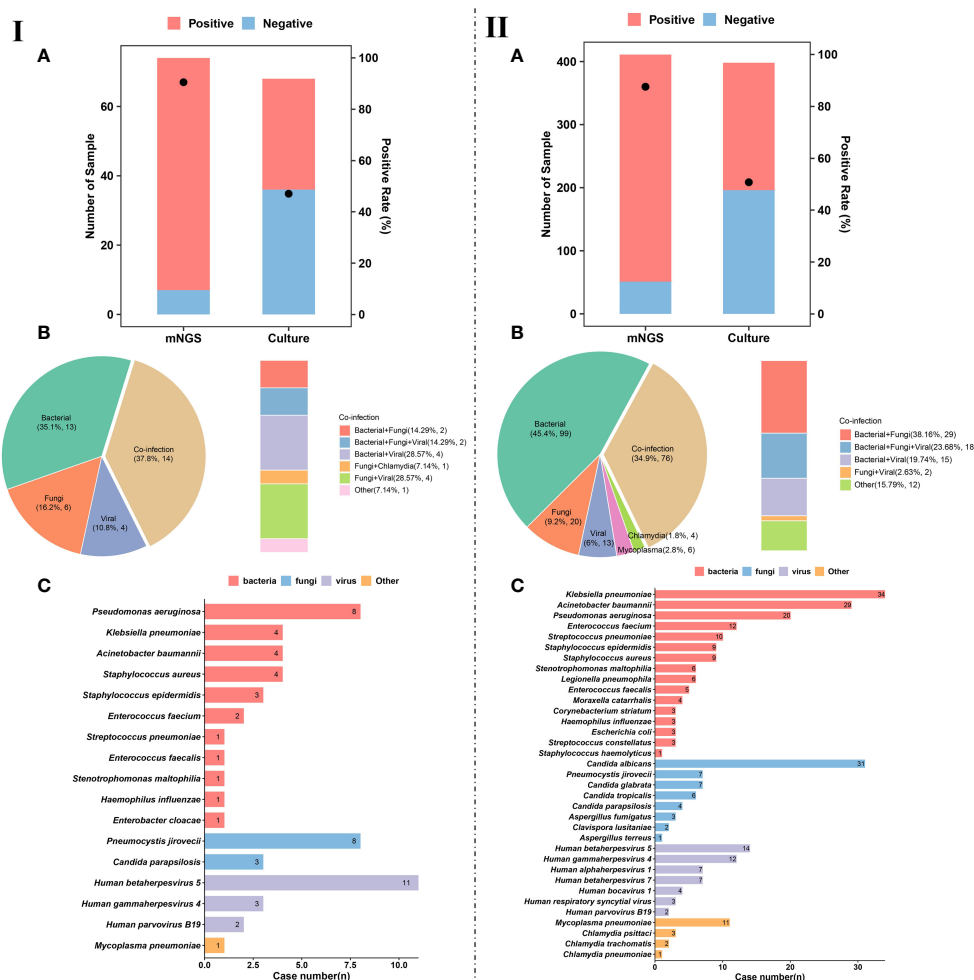 I
Positive Negative
A
Number of Sample
0
20
40
60
0
20
40
60
80
100
Positive Rate (%)
mNGS Culture
B
Bacterial
(35.1%, 13)
Co-infection
(37.8%, 14)
Fungi
(16.2%, 6)
Viral
(10.8%, 4)
Co-infection
Bacterial+Fungi(14.29%, 2)
Bacterial+Fungi+Viral(14.29%, 2)
Bacterial+Viral(28.57%, 4)
Fungi+Chlamydia(7.14%, 1)
Fungi+Viral(28.57%, 4)
Other(7.14%, 1)
C
bacteria fungi virus Other
Pseudomonas aeruginosa 8
Klebsiella pneumoniae 4
Acinetobacter baumannii 4
Staphylococcus aureus 4
Staphylococcus epidermidis 3
Enterococcus faecium 2
Streptococcus pneumoniae 1
Enterococcus faecalis 1
Stenotrophomonas maltophilia 1
Haemophilus influenzae 1
Enterobacter cloacae 1
Pneumocystis jirovecii 8
Candida parapsilosis 3
Human betaherpesvirus 5 11
Human gammaherpesvirus 4 3
Human parvovirus B19 2
Mycoplasma pneumoniae 1
0.0 2.5 5.0 7.5 10.0
Case number(n)
II
Positive Negative
A
Number of Sample
0
100
200
300
400
0
20
40
60
80
100
Positive Rate (%)
mNGS Culture
B
Bacterial
(45.4%, 99)
Co-infection
(34.9%, 76)
Fungi
(9.2%, 20)
Viral
(6%, 13)
Chlamydia(1.8%, 4)
Mycoplasma(2.8%, 6)
Co-infection
Bacterial+Fungi(38.16%, 29)
Bacterial+Fungi+Viral(23.68%, 18
Bacterial+Viral(19.74%, 15)
Fungi+Viral(2.63%, 2)
Other(15.79%, 12)
C
bacteria fungi virus Other
Klebsiella pneumoniae 34
Acinetobacter baumannii 29
Pseudomonas aeruginosa 20
Enterococcus faecium 12
Streptococcus pneumoniae 10
Staphylococcus epidermidis 9
Staphylococcus aureus 9
Stenotrophomonas maltophilia 6
Legionella pneumophila 6
Enterococcus faecalis 5
Moraxella catarrhalis 4
Corynebacterium striatum 3
Haemophilus influenzae 3
Escherichia coli 3
Streptococcus constellatus 3
Staphylococcus haemolyticus 1
Candida albicans 31
Pneumocystis jirovecii 7
Candida glabrata 7
Candida tropicalis 6
Candida parapsilosis 4
Aspergillus fumigatus 3
Clavispora lusitaniae 2
Aspergillus terreus 1
Human betaherpesvirus 5 14
Human gammaherpesvirus 4 12
Human alphaherpesvirus 1 7
Human betaherpesvirus 7 7
Human bocavirus 1 4
Human respiratory syncytial virus 3
Human parvovirus B19 2
Mycoplasma pneumoniae 11
Chlamydia psittaci 3
Chlamydia trachomatis 2
Chlamydia pneumoniae 1
0 10 20 30
Case number(n)